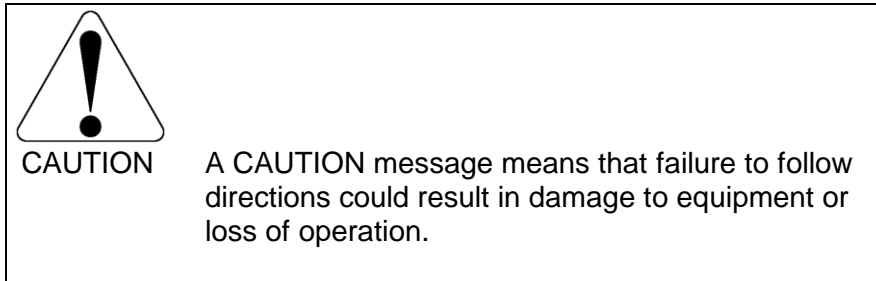 CAUTION A CAUTION message means that failure to follow
directions could result in damage to equipment or
loss of operation.